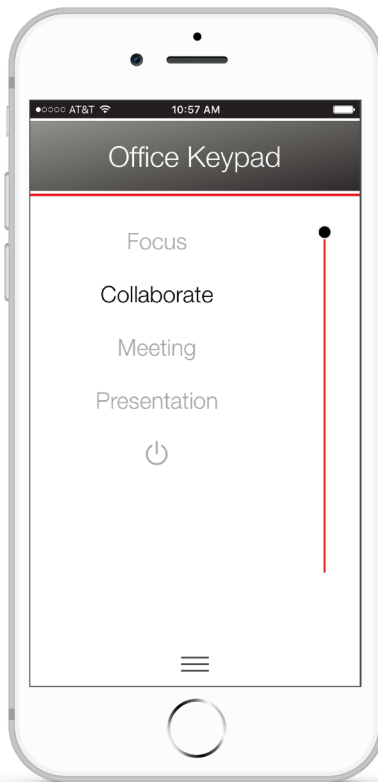 AT&T 10:57 AM
Office Keypad
Focus
Collaborate
Meeting
Presentation